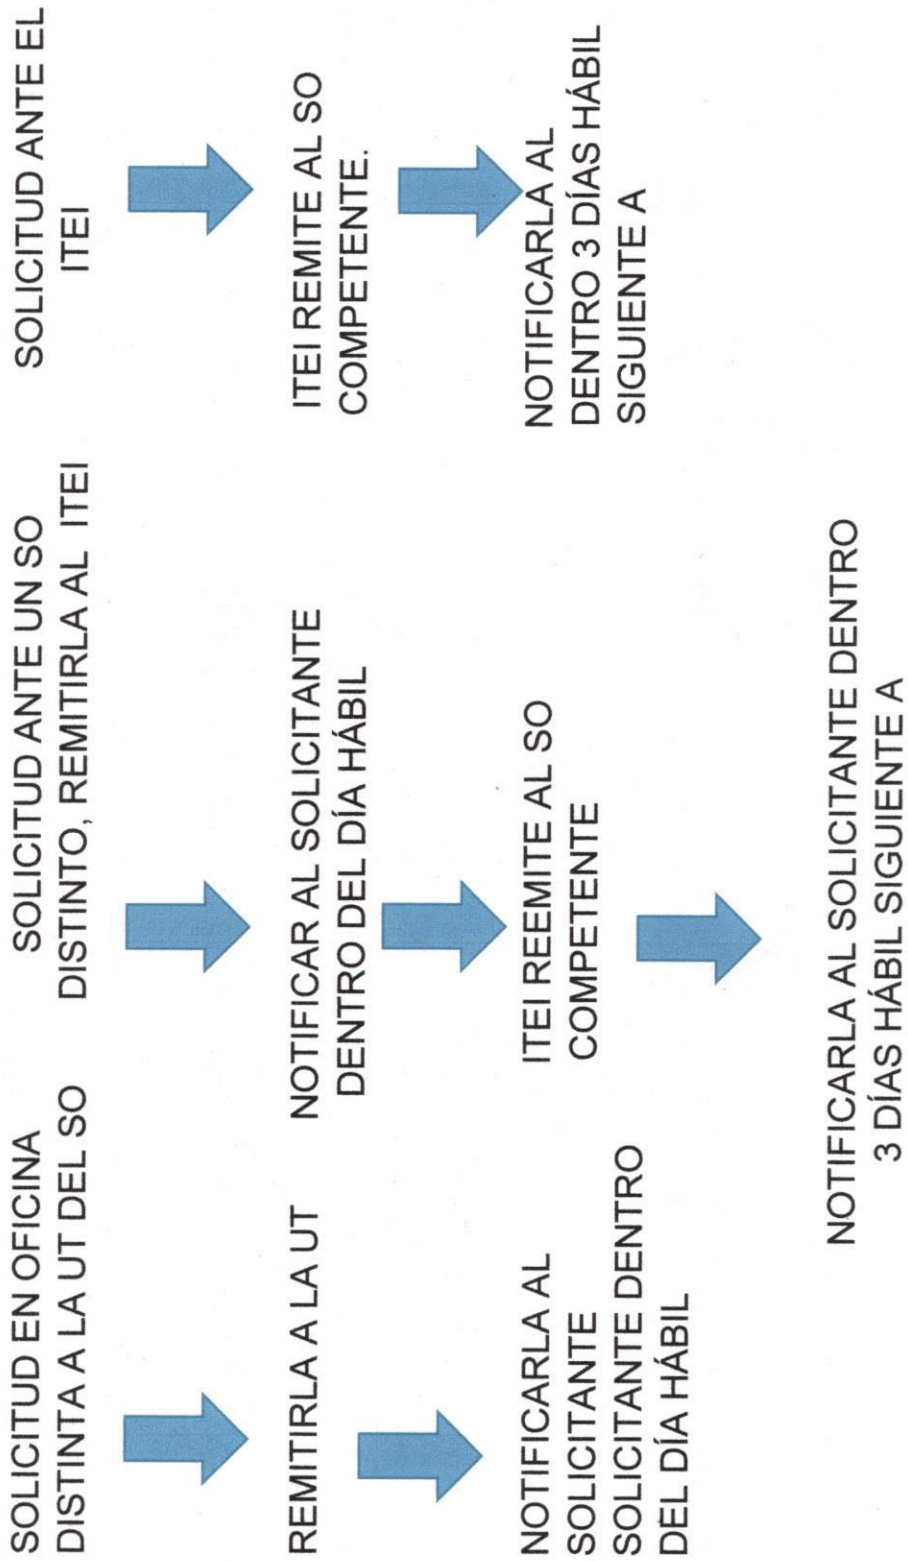 SOLICITUD EN OFICINA
DISTINTA A LA UT DEL SO
REMITIRLA A LA UT
NOTIFICARLA AL
SOLICITANTE
SOLICITANTE DENTRO
DEL DÍA HÁBIL
SOLICITUD ANTE UN SO
DISTINTO, REMITIRLA AL ITEI
NOTIFICAR AL SOLICITANTE
DENTRO DEL DÍA HÁBIL
ITEI REEMITE AL SO
COMPETENTE
NOTIFICARLA AL SOLICITANTE DENTRO
3 DÍAS HÁBIL SIGUIENTE A
SOLICITUD ANTE EL
ITEI
ITEI REMITE AL SO
COMPETENTE.
NOTIFICARLA AL
DENTRO 3 DÍAS HÁBIL
SIGUIENTE A